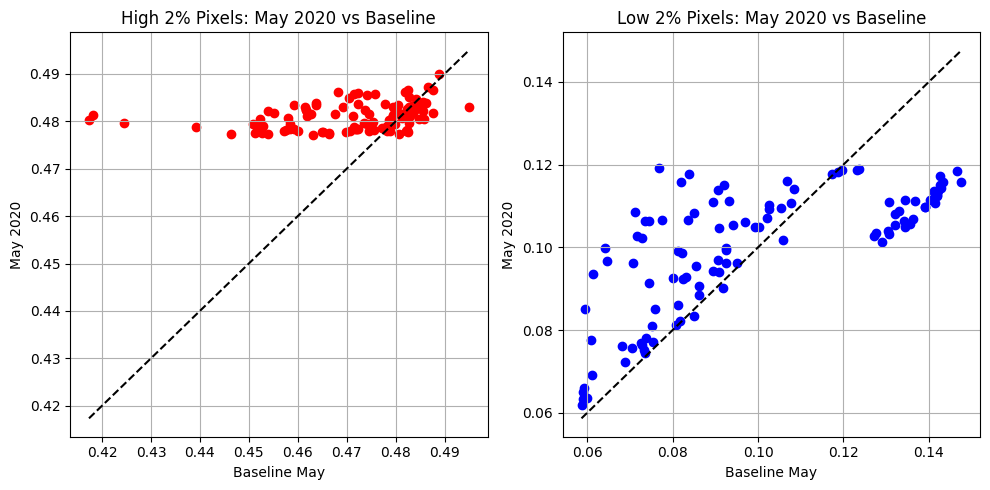 High 2% Pixels: May 2020 vs Baseline
May 2020
0.49
0.48
0.47
0.46
0.45
0.44
0.43
0.42
0.42 0.43 0.44 0.45 0.46 0.47 0.48 0.49
Baseline May
Low 2% Pixels: May 2020 vs Baseline
May 2020
0.14
0.12
0.10
0.08
0.06
0.06 0.08 0.10 0.12 0.14
Baseline May